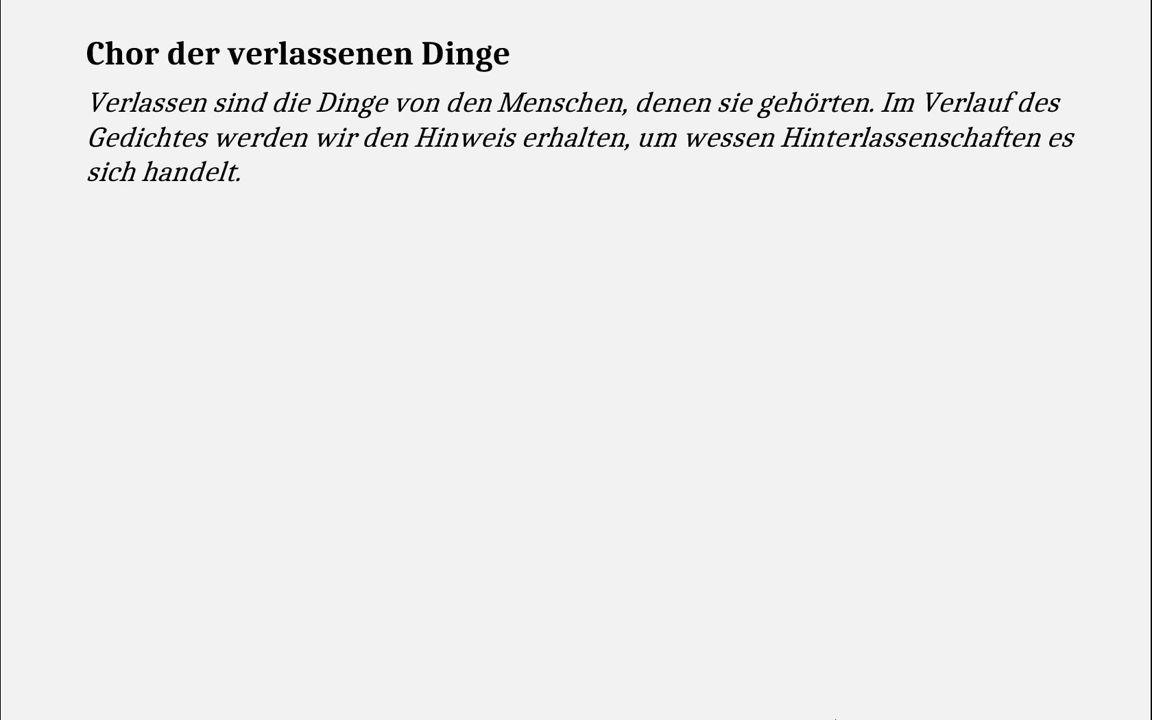 Chor der verlassenen Dinge
Verlassen sind die Dinge von den Menschen, denen sie gehörten. Im Verlauf des
Gedichtes werden wir den Hinweis erhalten, um wessen Hinterlassenschaften es
sich handelt.